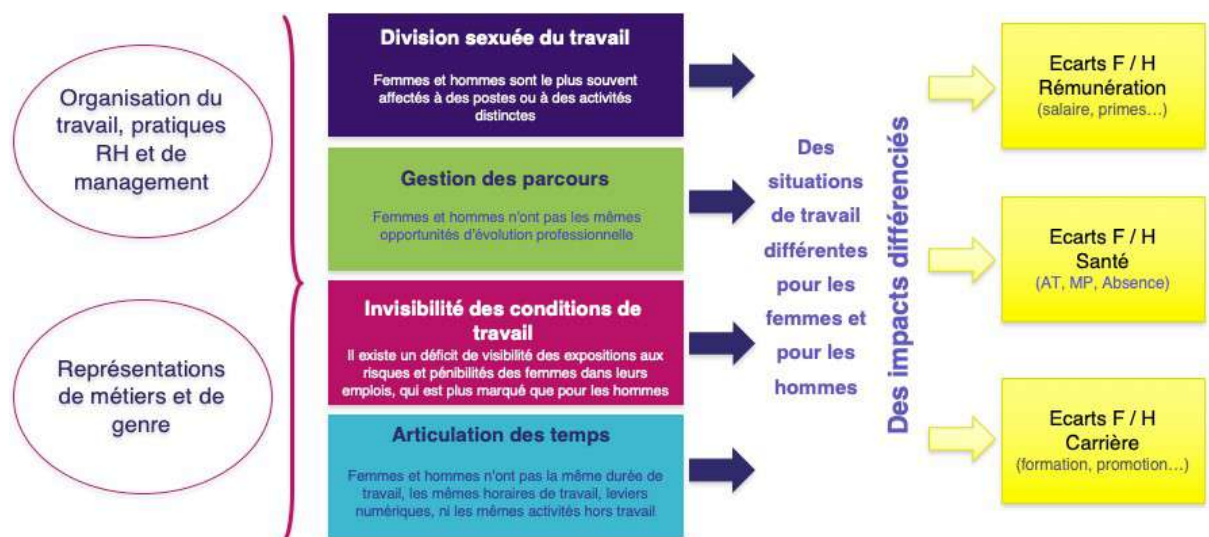 Organisation du
travail, pratiques
RH et de
management
Représentations
de métiers et de
genre
Division sexuée du travail
Femmes et hommes sont le plus souvent
affectés à des postes ou à des activités
distinctes
Gestion des parcours
Femmes et hommes n'ont pas les mêmes
opportunités d'évolution professionnelle
Invisibilité des conditions de
travail
Il existe un déficit de visibilité des expositions aux
risques et pénibilités des femmes dans leurs
emplois, qui est plus marqué que pour les hommes
Articulation des temps
Femmes et hommes n'ont pas la même durée de
travail, les mêmes horaires de travail, leviers
numériques, ni les mêmes activités hors travail
Des
situations
de travail
différentes
pour les
femmes et
pour les
hommes
Des impacts différenciés
Ecarts F / H
Rémunération
(salaire, primes…)
Ecarts F / H
Santé
(AT, MP, Absence)
Ecarts F / H
Carrière
(formation, promotion…)